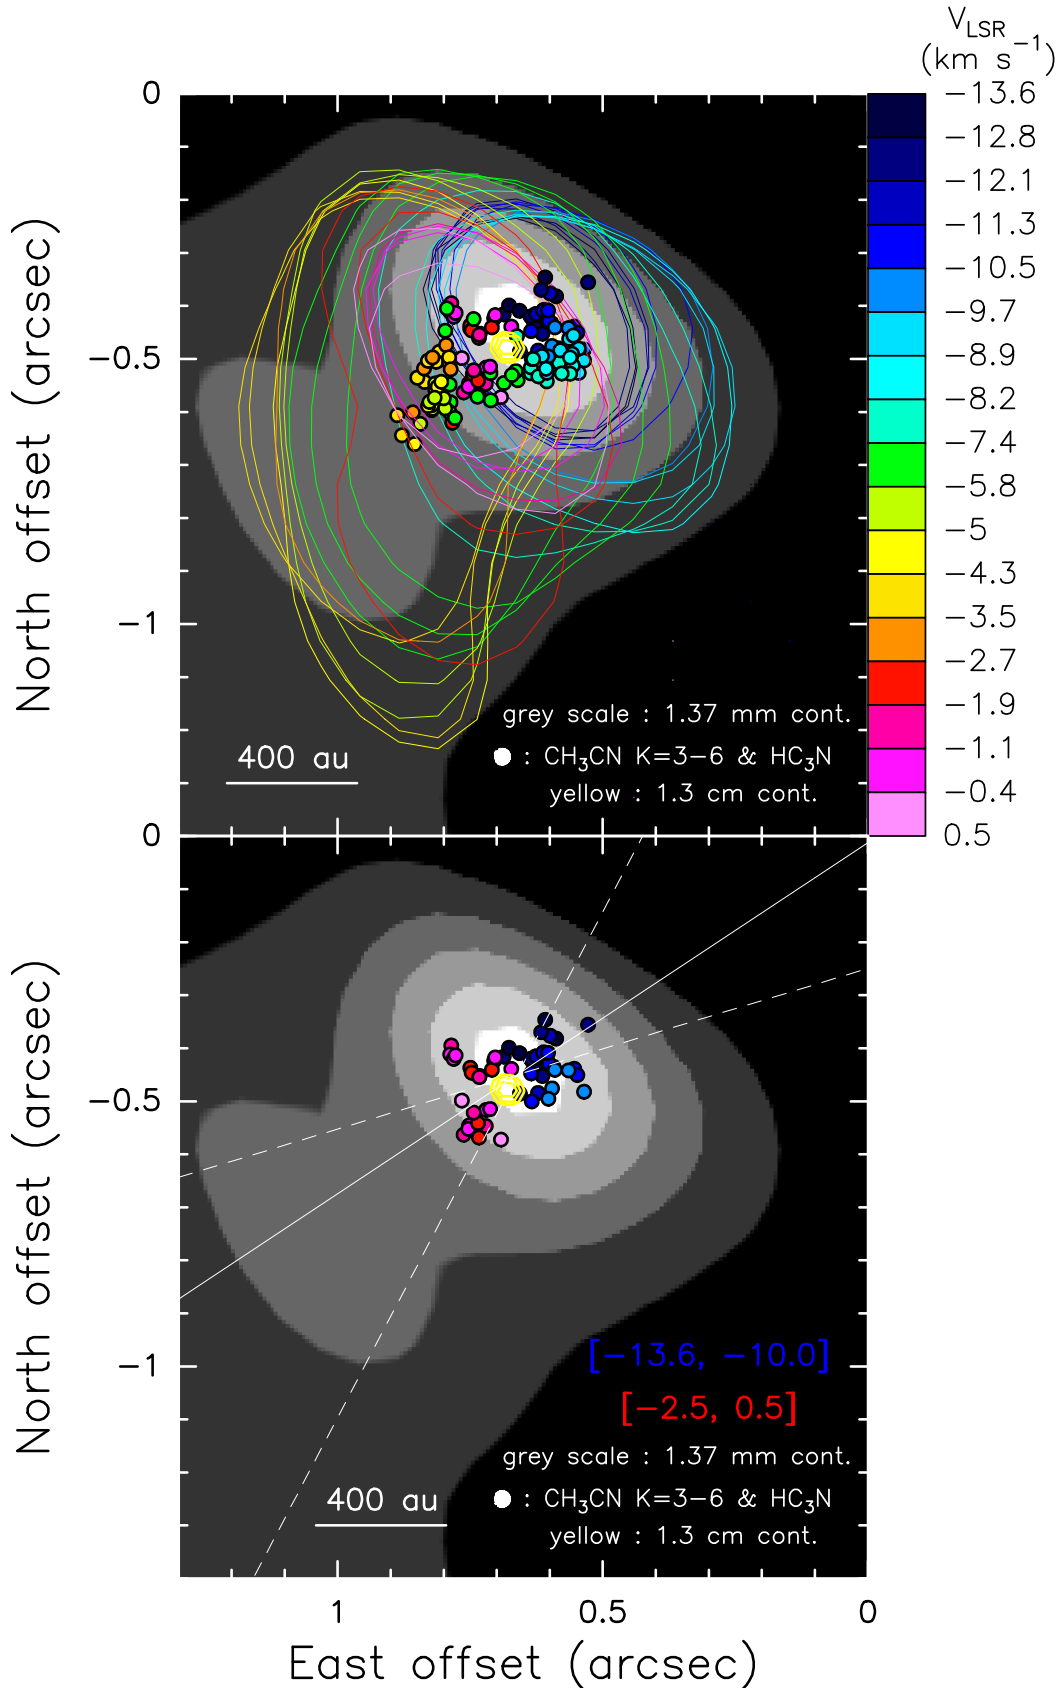 V_LSR
(km s⁻¹)
−13.6
−12.8
−12.1
−11.3
−10.5
−9.7
−8.9
−8.2
−7.4
−5.8
−5
−4.3
−3.5
−2.7
−1.9
−1.1
−0.4
0.5
0
−0.5
−1
North offset (arcsec)
grey scale : 1.37 mm cont.
: CH₃CN K=3−6 & HC₃N
yellow : 1.3 cm cont.
400 au
0
−0.5
−1
North offset (arcsec)
[−13.6, −10.0]
[−2.5, 0.5]
grey scale : 1.37 mm cont.
: CH₃CN K=3−6 & HC₃N
yellow : 1.3 cm cont.
400 au
1 0.5 0
East offset (arcsec)